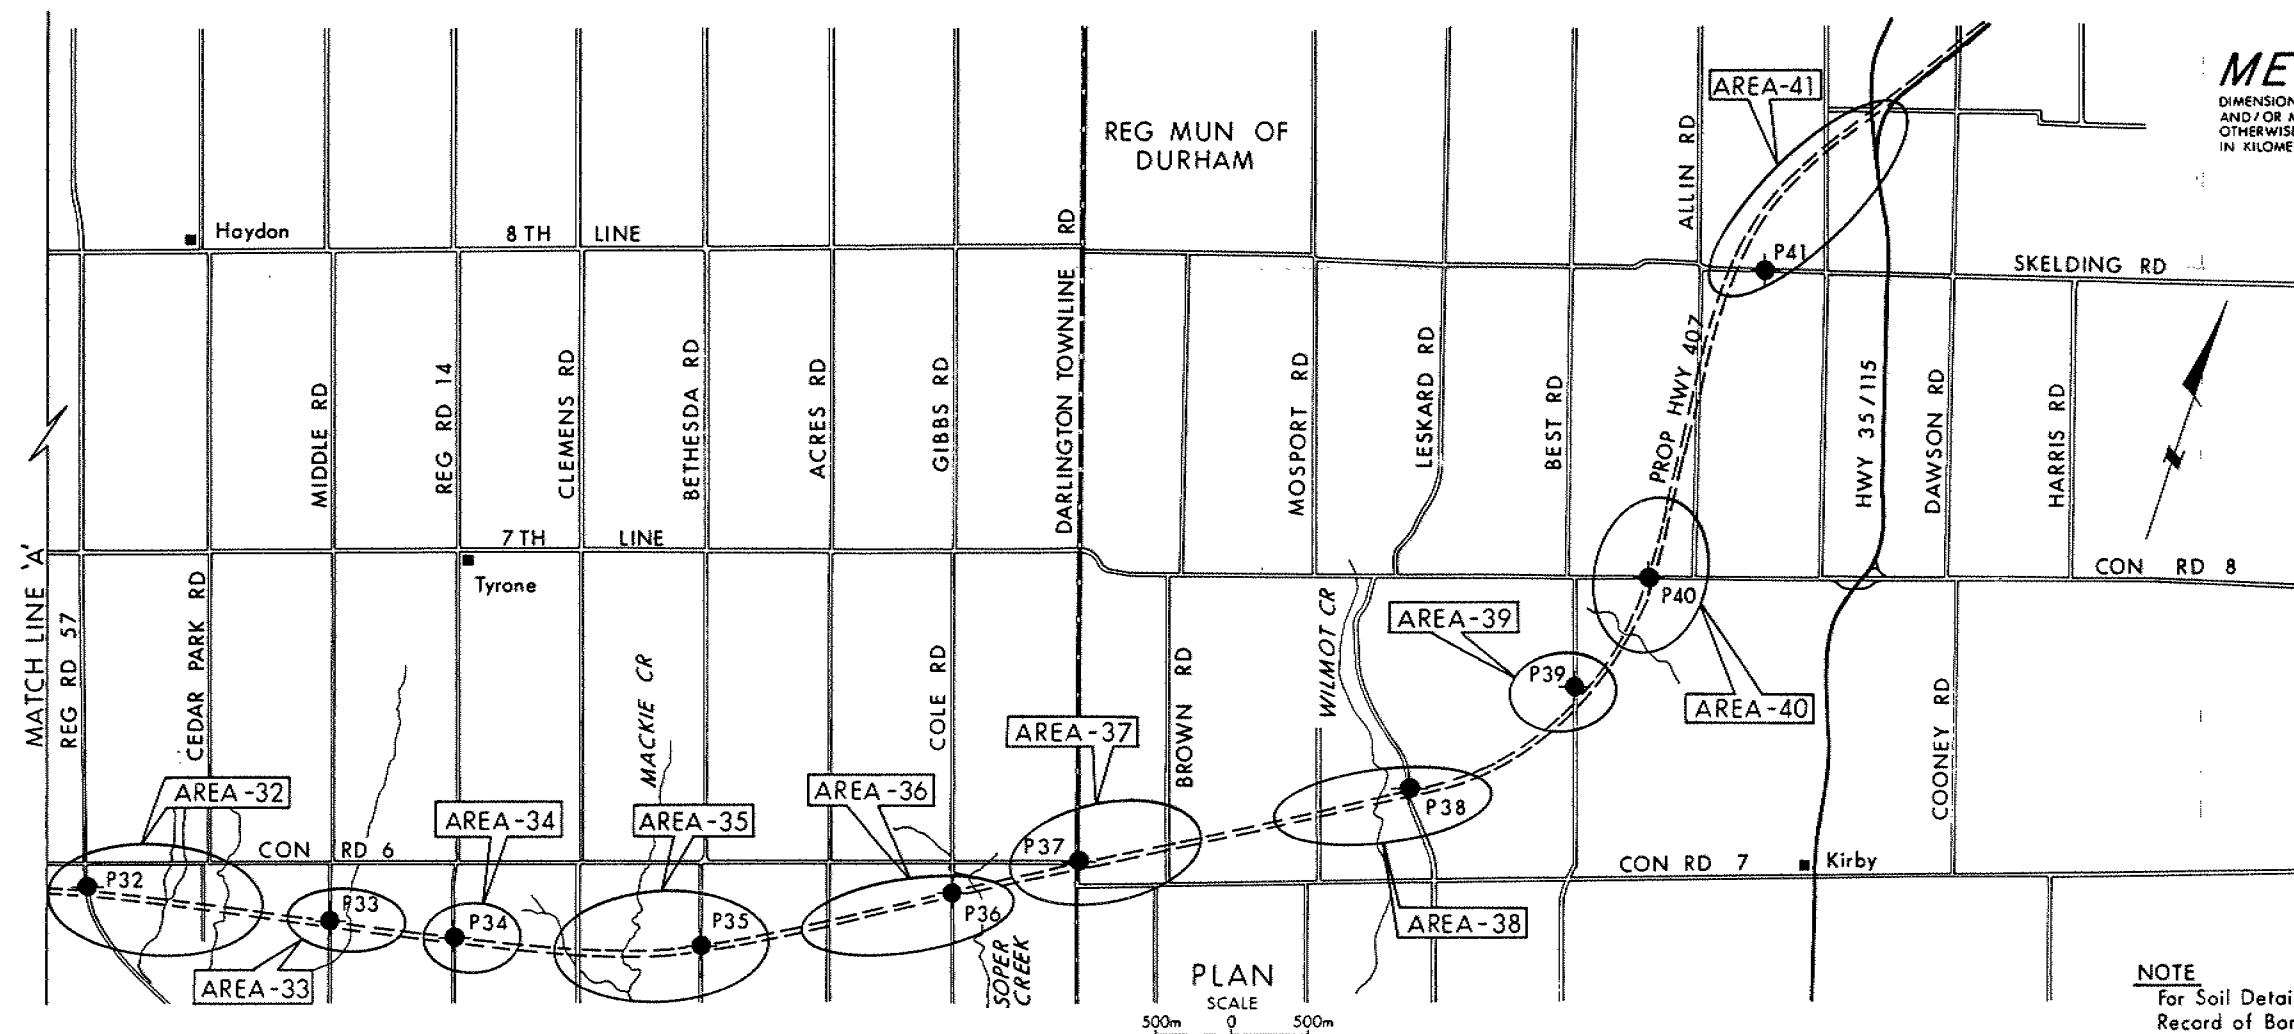 ME
DIMENSION
AND/OR M
OTHERWISE
IN KILOME
AREA-41
REG MUN OF
DURHAM
ALLIN RD
Haydon
8 TH LINE
P41
SKELDING RD
MATCH LINE 'A'
REG RD 57
CEDAR PARK RD
MIDDLE RD
REG RD 14
CLEMENS RD
BETHESDA RD
ACRES RD
GIBBS RD
DARLINGTON TOWNLINE RD
MOSPORT RD
LESKARD RD
BEST RD
PROP HWY 407
HWY 35/115
DAWSON RD
HARRIS RD
N
7 TH LINE
Tyrone
CON RD 8
P40
AREA-39
WILMOT CR
MACKIE CR
COLE RD
BROWN RD
P39
AREA-40
COONEY RD
AREA-37
AREA-32
AREA-36
AREA-34
AREA-35
P38
CON RD 6
P37
CON RD 7
Kirby
P32
P33
P34
P35
P36
AREA-38
SOPER
CREEK
AREA-33
PLAN
SCALE
500m 0 500m
NOTE
For Soil Detai
Record of Bor